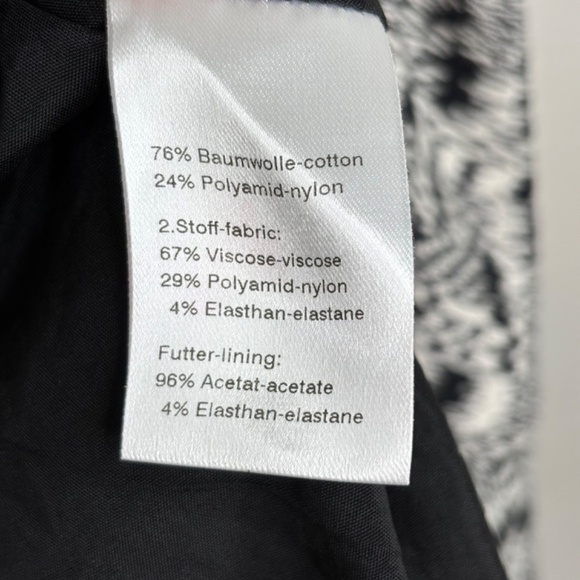 76% Baumwolle-cotton
24% Polyamid-nylon
2.Stoff-fabric:
67% Viscose-viscose
29% Polyamid-nylon
4% Elasthan-elastane
Futter-lining:
96% Acetat-acetate
4% Elasthan-elastane